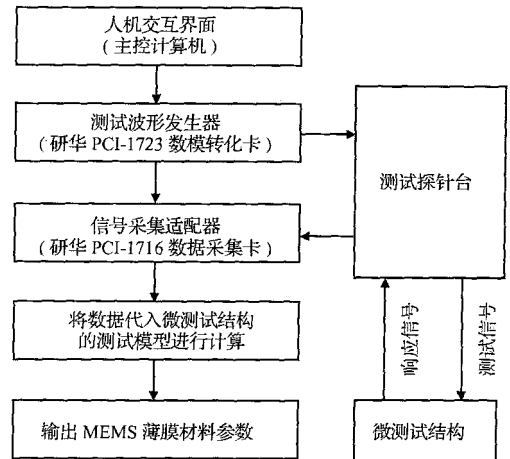 人机交互界面
(主控计算机)
测试波形发生器
(研华 PCI-1723 数模转化卡)
测试探针台
信号采集适配器
(研华 PCI-1716 数据采集卡)
将数据代入微测试结构
的测试模型进行计算
响应信号
测试信号
输出 MEMS 薄膜材料参数
微测试结构